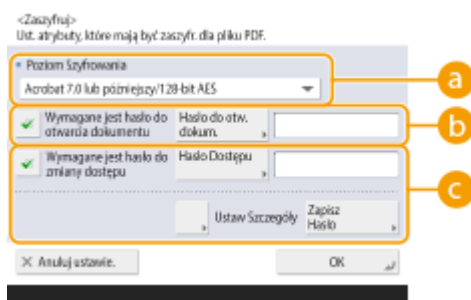 <Zaszyfruj>
Ust. atrybuty, które mają być zaszyfr. dla pliku PDF.
Poziom Szyfrowania
Acrobat 7.0 lub późniejszy/128-bit AES
a
Wymagane jest hasło do otwarcia dokumentu
Hasło do otw. dokum.
b
Wymagane jest hasło do zmiany dostępu
Hasło Dostępu
c
Ustaw Szczegóły
Zapisz Hasło
Anuluj ustawie.
OK